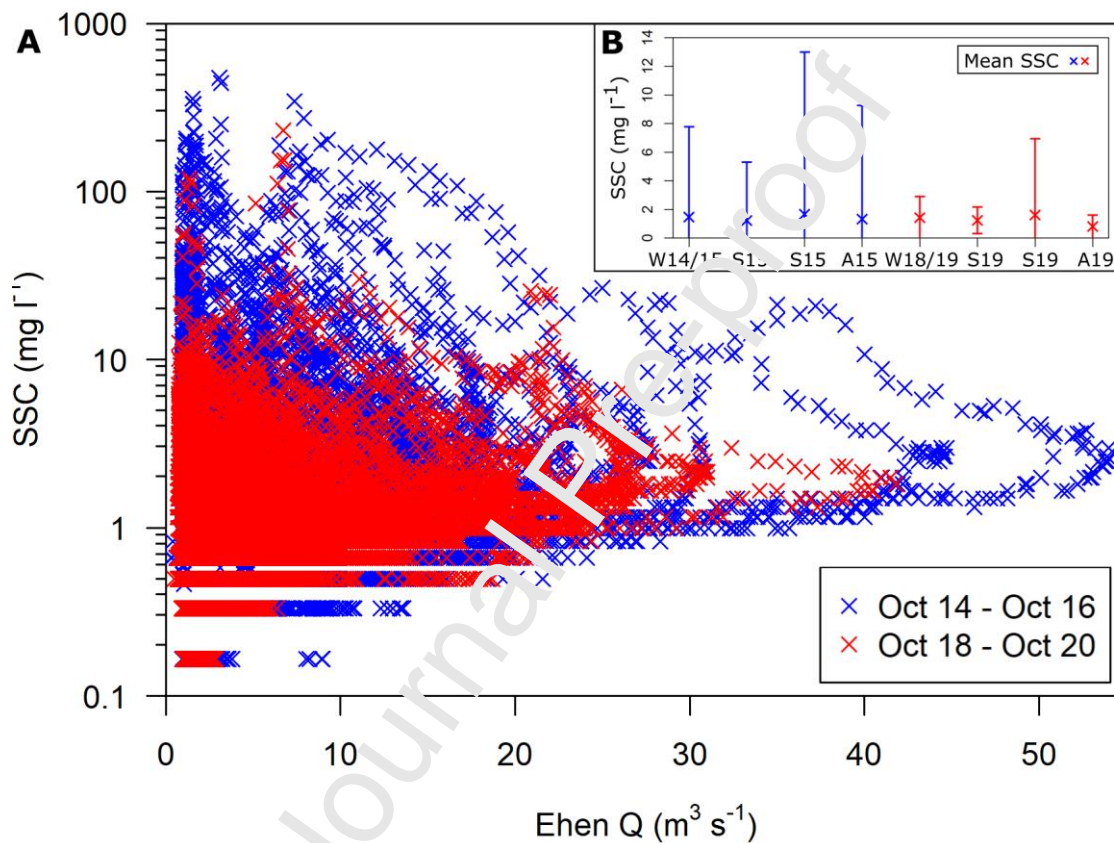 A
B
1000
100
10
1
0.1
SSC (mg l⁻¹)
0
10
20
30
40
50
Ehen Q (m³ s⁻¹)
14
12
10
8
6
4
2
0
SSC (mg l⁻¹)
Mean SSC
W14/15 S15 S15 A15 W18/19 S19 S19 A19
Oct 14 - Oct 16
Oct 18 - Oct 20
Journal Pre-proof